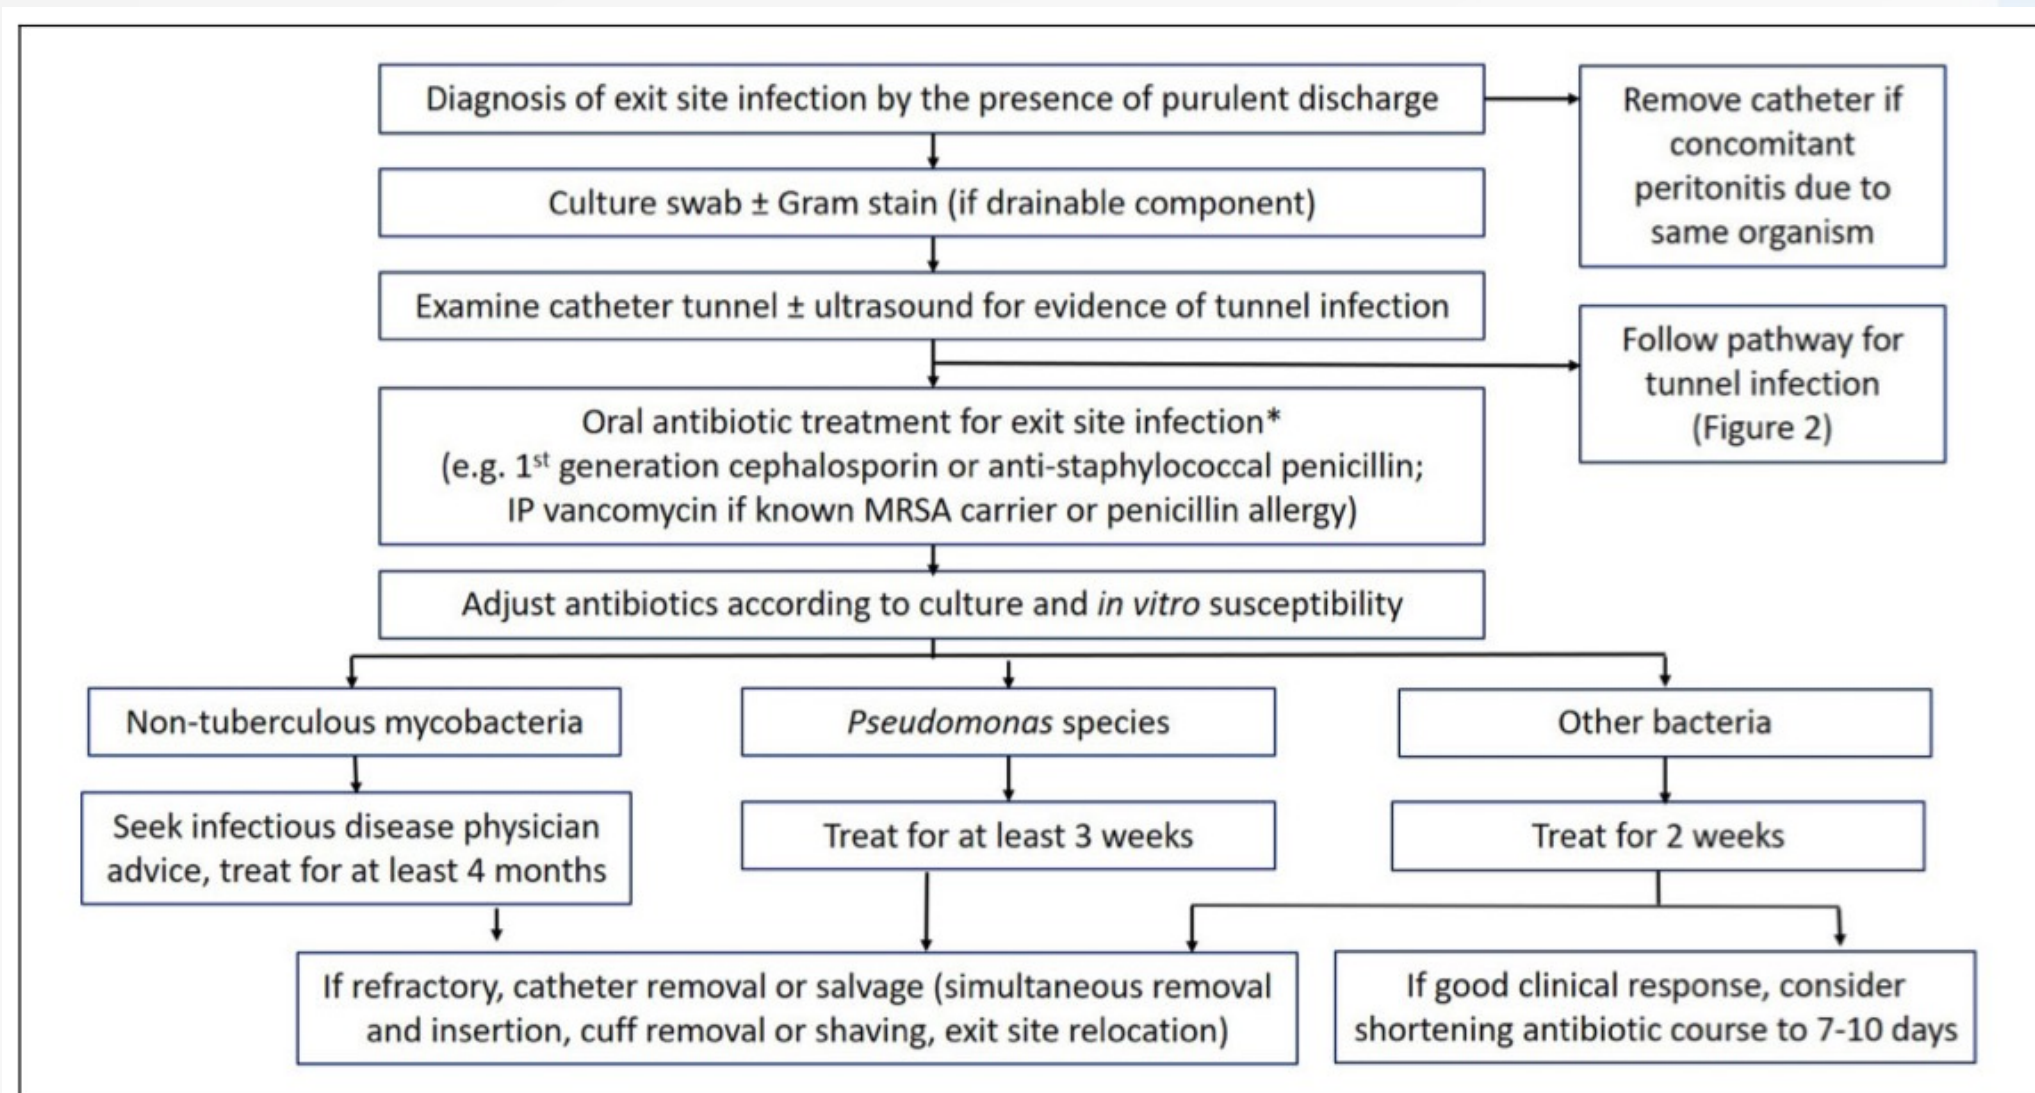 Diagnosis of exit site infection by the presence of purulent discharge
Remove catheter if
concomitant
peritonitis due to
same organism
Culture swab ± Gram stain (if drainable component)
Examine catheter tunnel ± ultrasound for evidence of tunnel infection
Follow pathway for
tunnel infection
(Figure 2)
Oral antibiotic treatment for exit site infection*
(e.g. 1st generation cephalosporin or anti-staphylococcal penicillin;
IP vancomycin if known MRSA carrier or penicillin allergy)
Adjust antibiotics according to culture and in vitro susceptibility
Non-tuberculous mycobacteria
Pseudomonas species
Other bacteria
Seek infectious disease physician
advice, treat for at least 4 months
Treat for at least 3 weeks
Treat for 2 weeks
If refractory, catheter removal or salvage (simultaneous removal
and insertion, cuff removal or shaving, exit site relocation)
If good clinical response, consider
shortening antibiotic course to 7-10 days